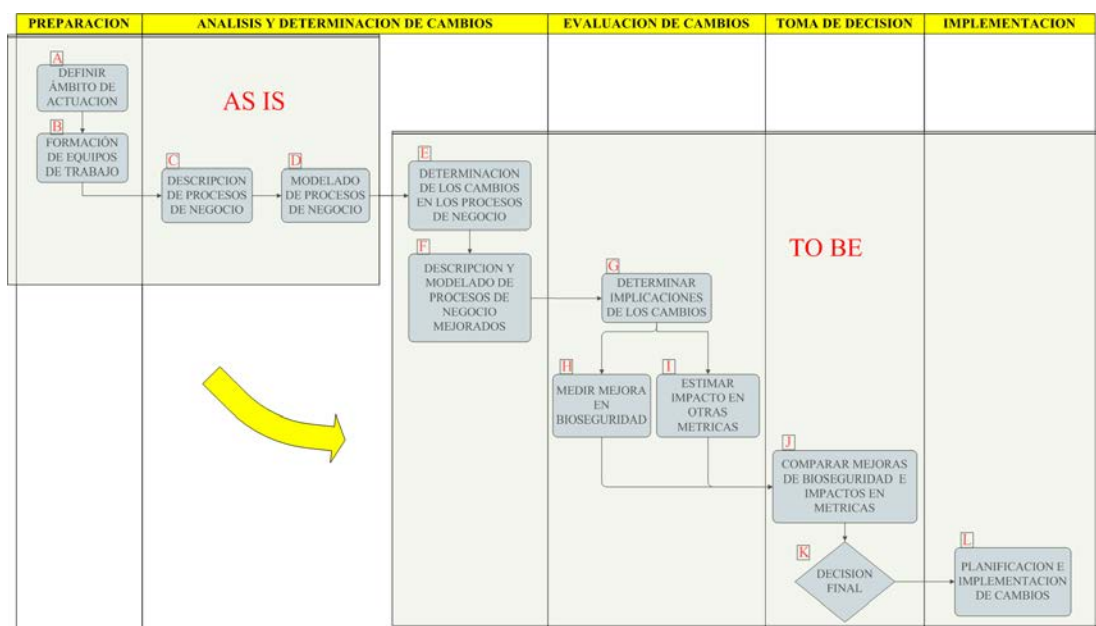 PREPARACION
ANALISIS Y DETERMINACION DE CAMBIOS
EVALUACION DE CAMBIOS
TOMA DE DECISION
IMPLEMENTACION
A
DEFINIR
ÁMBITO DE
ACTUACION
B
FORMACIÓN
DE EQUIPOS
DE TRABAJO
AS IS
C
DESCRIPCION
DE PROCESOS
DE NEGOCIO
D
MODELADO
DE PROCESOS
DE NEGOCIO
E
DETERMINACION
DE LOS CAMBIOS
EN LOS PROCESOS
DE NEGOCIO
F
DESCRIPCION Y
MODELADO DE
PROCESOS DE
NEGOCIO
MEJORADOS
TO BE
G
DETERMINAR
IMPLICACIONES
DE LOS CAMBIOS
H
MEDIR MEJORA
EN
BIOSEGURIDAD
I
ESTIMAR
IMPACTO EN
OTRAS
METRICAS
J
COMPARAR MEJORAS
DE BIOSEGURIDAD E
IMPACTOS EN
METRICAS
K
DECISION
FINAL
L
PLANIFICACION E
IMPLEMENTACION
DE CAMBIOS